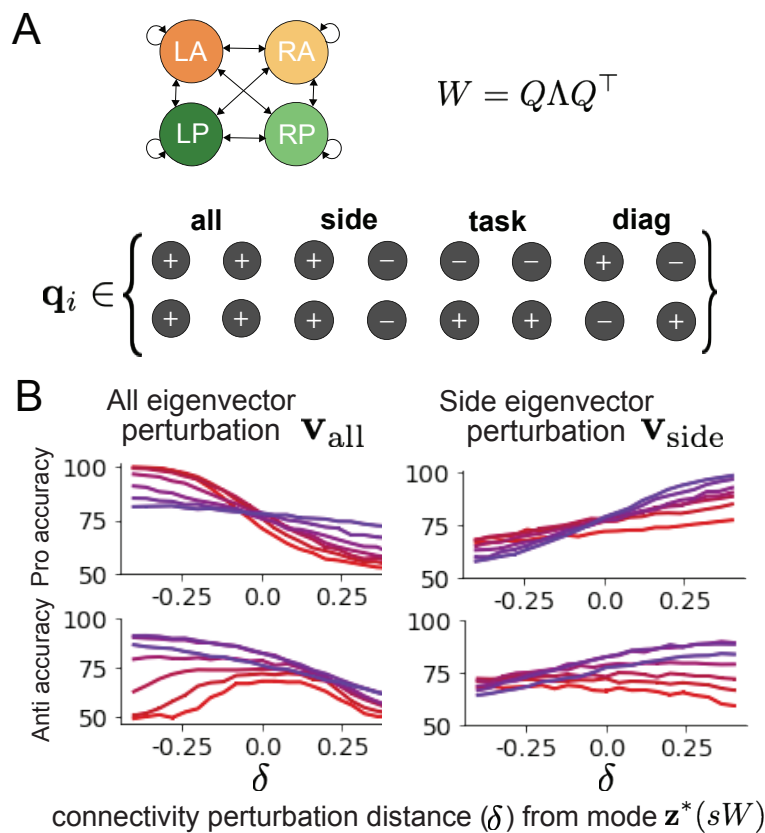 A
LA RA
LP RP
W = QΛQ⊤
all side task diag
+ + + − − − + −
qᵢ ∈ {
}
+ + + − + + − +
B
All eigenvector
perturbation v_all
Side eigenvector
perturbation v_side
Pro accuracy
100
75
50
-0.25 0.0 0.25
100
75
50
-0.25 0.0 0.25
Anti accuracy
100
75
50
-0.25 0.0 0.25
δ
100
75
50
-0.25 0.0 0.25
δ
connectivity perturbation distance (δ) from mode z*(sW)